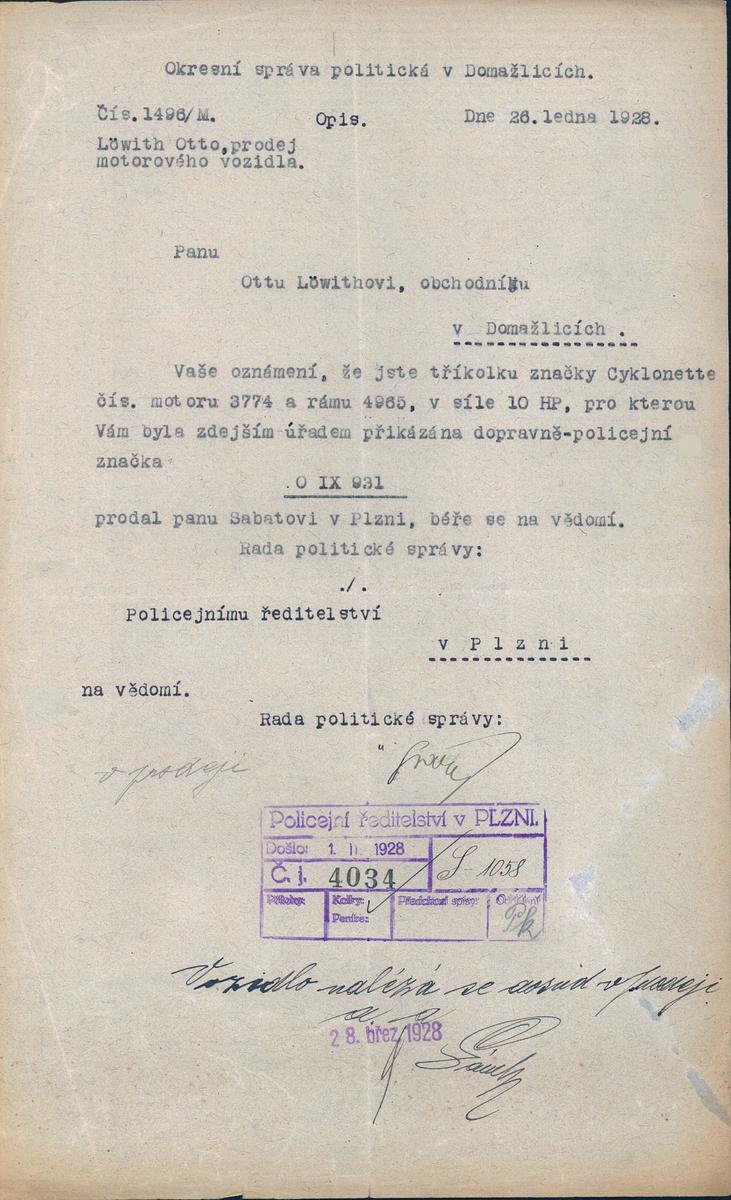 Okresní správa politická v Domažlicích.
Čís.1496/M. Opis. Dne 26.ledna 1928.
Löwith Otto,prodej
motorového vozidla.
Panu
Ottu Löwithovi, obchodníku
v Domažlicích .
Vaše oznámení, že jste tříkolku značky Cyklonette
čís. motoru 3774 a rámu 4965, v síle 10 HP, pro kterou
Vám byla zdejším úřadem přikázána dopravně-policejní
značka
O IX 931
prodal panu Sabatovi v Plzni, béře se na vědomí.
Rada politické správy:
./.
Policejnímu ředitelství
v P l z n i
na vědomí.
Rada politické správy:
v prodeji
Policejní ředitelství v PLZNI.
Došlo: 1. II. 1928
Č. j. 4034 S-1058
Přílohy: Kolky: Předchozí spisy: Oddělení
Peníze:
Vozidlo nalézá se dosud v prodeji.
a. a.
28. břez. 1928